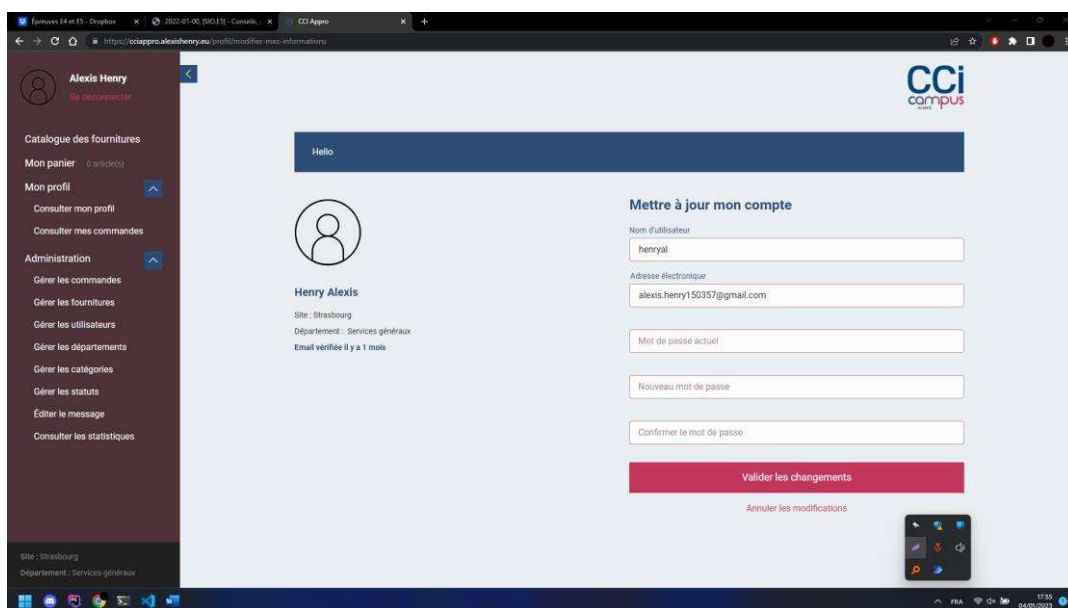 Épreuves E4 et E5 - Dropbox
2022-01-00, [SIO.E5] - Conseils,
CCI Appro
https://cciappro.alexishenry.eu/profil/modifier-mes-informations
Alexis Henry
Se déconnecter
Catalogue des fournitures
Mon panier 0 article(s)
Mon profil
Consulter mon profil
Consulter mes commandes
Administration
Gérer les commandes
Gérer les fournitures
Gérer les utilisateurs
Gérer les départements
Gérer les catégories
Gérer les statuts
Éditer le message
Consulter les statistiques
Site : Strasbourg
Département : Services généraux
CCi
campus
Hello
Henry Alexis
Site : Strasbourg
Département : Services généraux
Email vérifiée il y a 1 mois
Mettre à jour mon compte
Nom d'utilisateur
henryal
Adresse électronique
alexis.henry150357@gmail.com
Mot de passe actuel
Nouveau mot de passe
Confirmer le mot de passe
Valider les changements
Annuler les modifications
FRA
17:55
04/01/2023